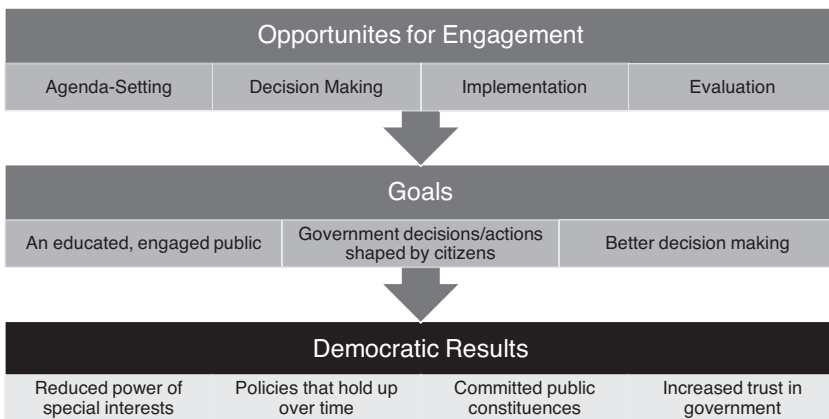 Opportunites for Engagement
Agenda-Setting
Decision Making
Implementation
Evaluation
Goals
An educated, engaged public
Government decisions/actions
shaped by citizens
Better decision making
Democratic Results
Reduced power of
special interests
Policies that hold up
over time
Committed public
constituences
Increased trust in
government